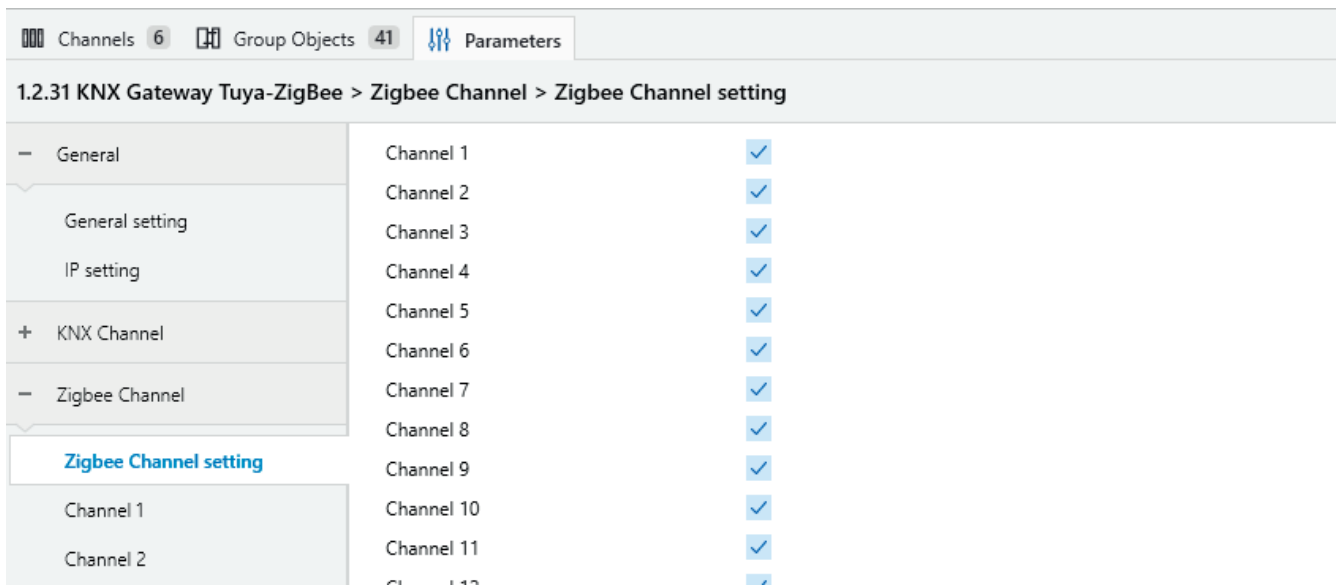 Channels 6 Group Objects 41 Parameters
1.2.31 KNX Gateway Tuya-ZigBee > Zigbee Channel > Zigbee Channel setting
− General
General setting
IP setting
+ KNX Channel
− Zigbee Channel
Zigbee Channel setting
Channel 1
Channel 2
Channel 1
Channel 2
Channel 3
Channel 4
Channel 5
Channel 6
Channel 7
Channel 8
Channel 9
Channel 10
Channel 11